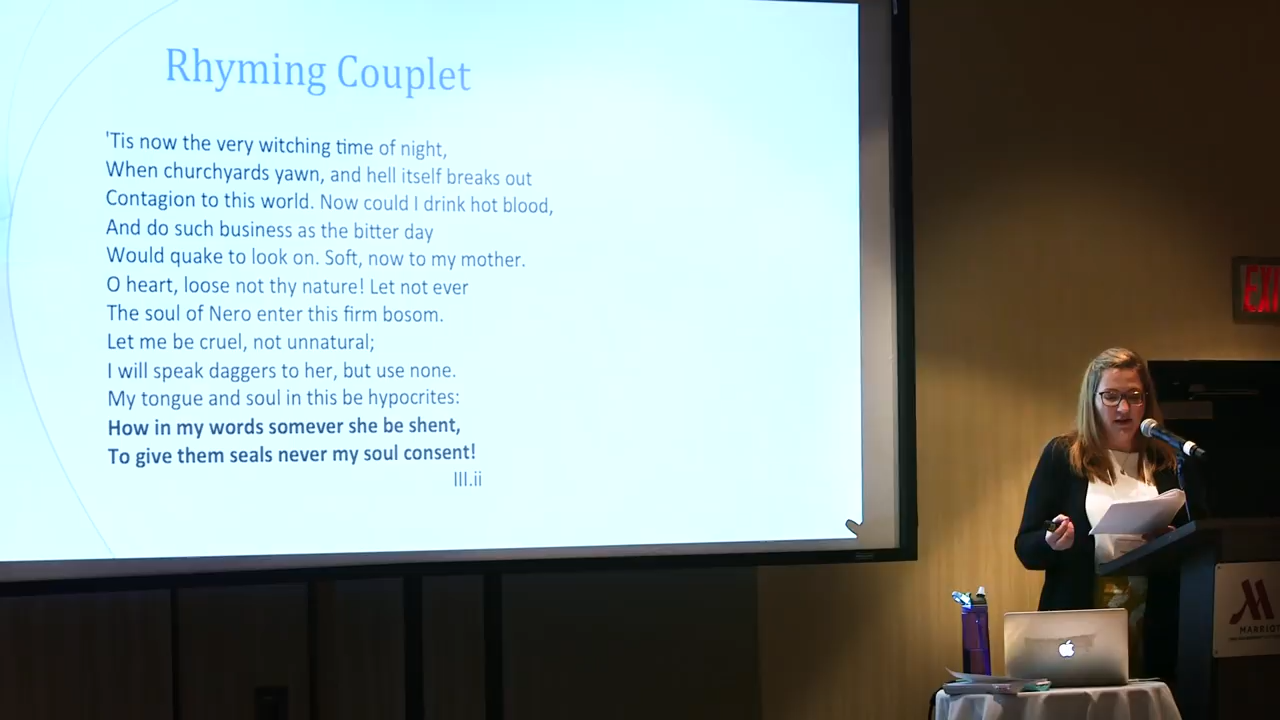 Rhyming Couplet
'Tis now the very witching time of night,
When churchyards yawn, and hell itself breaks out
Contagion to this world. Now could I drink hot blood,
And do such business as the bitter day
Would quake to look on. Soft, now to my mother.
O heart, loose not thy nature! Let not ever
The soul of Nero enter this firm bosom.
Let me be cruel, not unnatural;
I will speak daggers to her, but use none.
My tongue and soul in this be hypocrites:
How in my words somever she be shent,
To give them seals never my soul consent!
III.ii
EXI
MARRIO